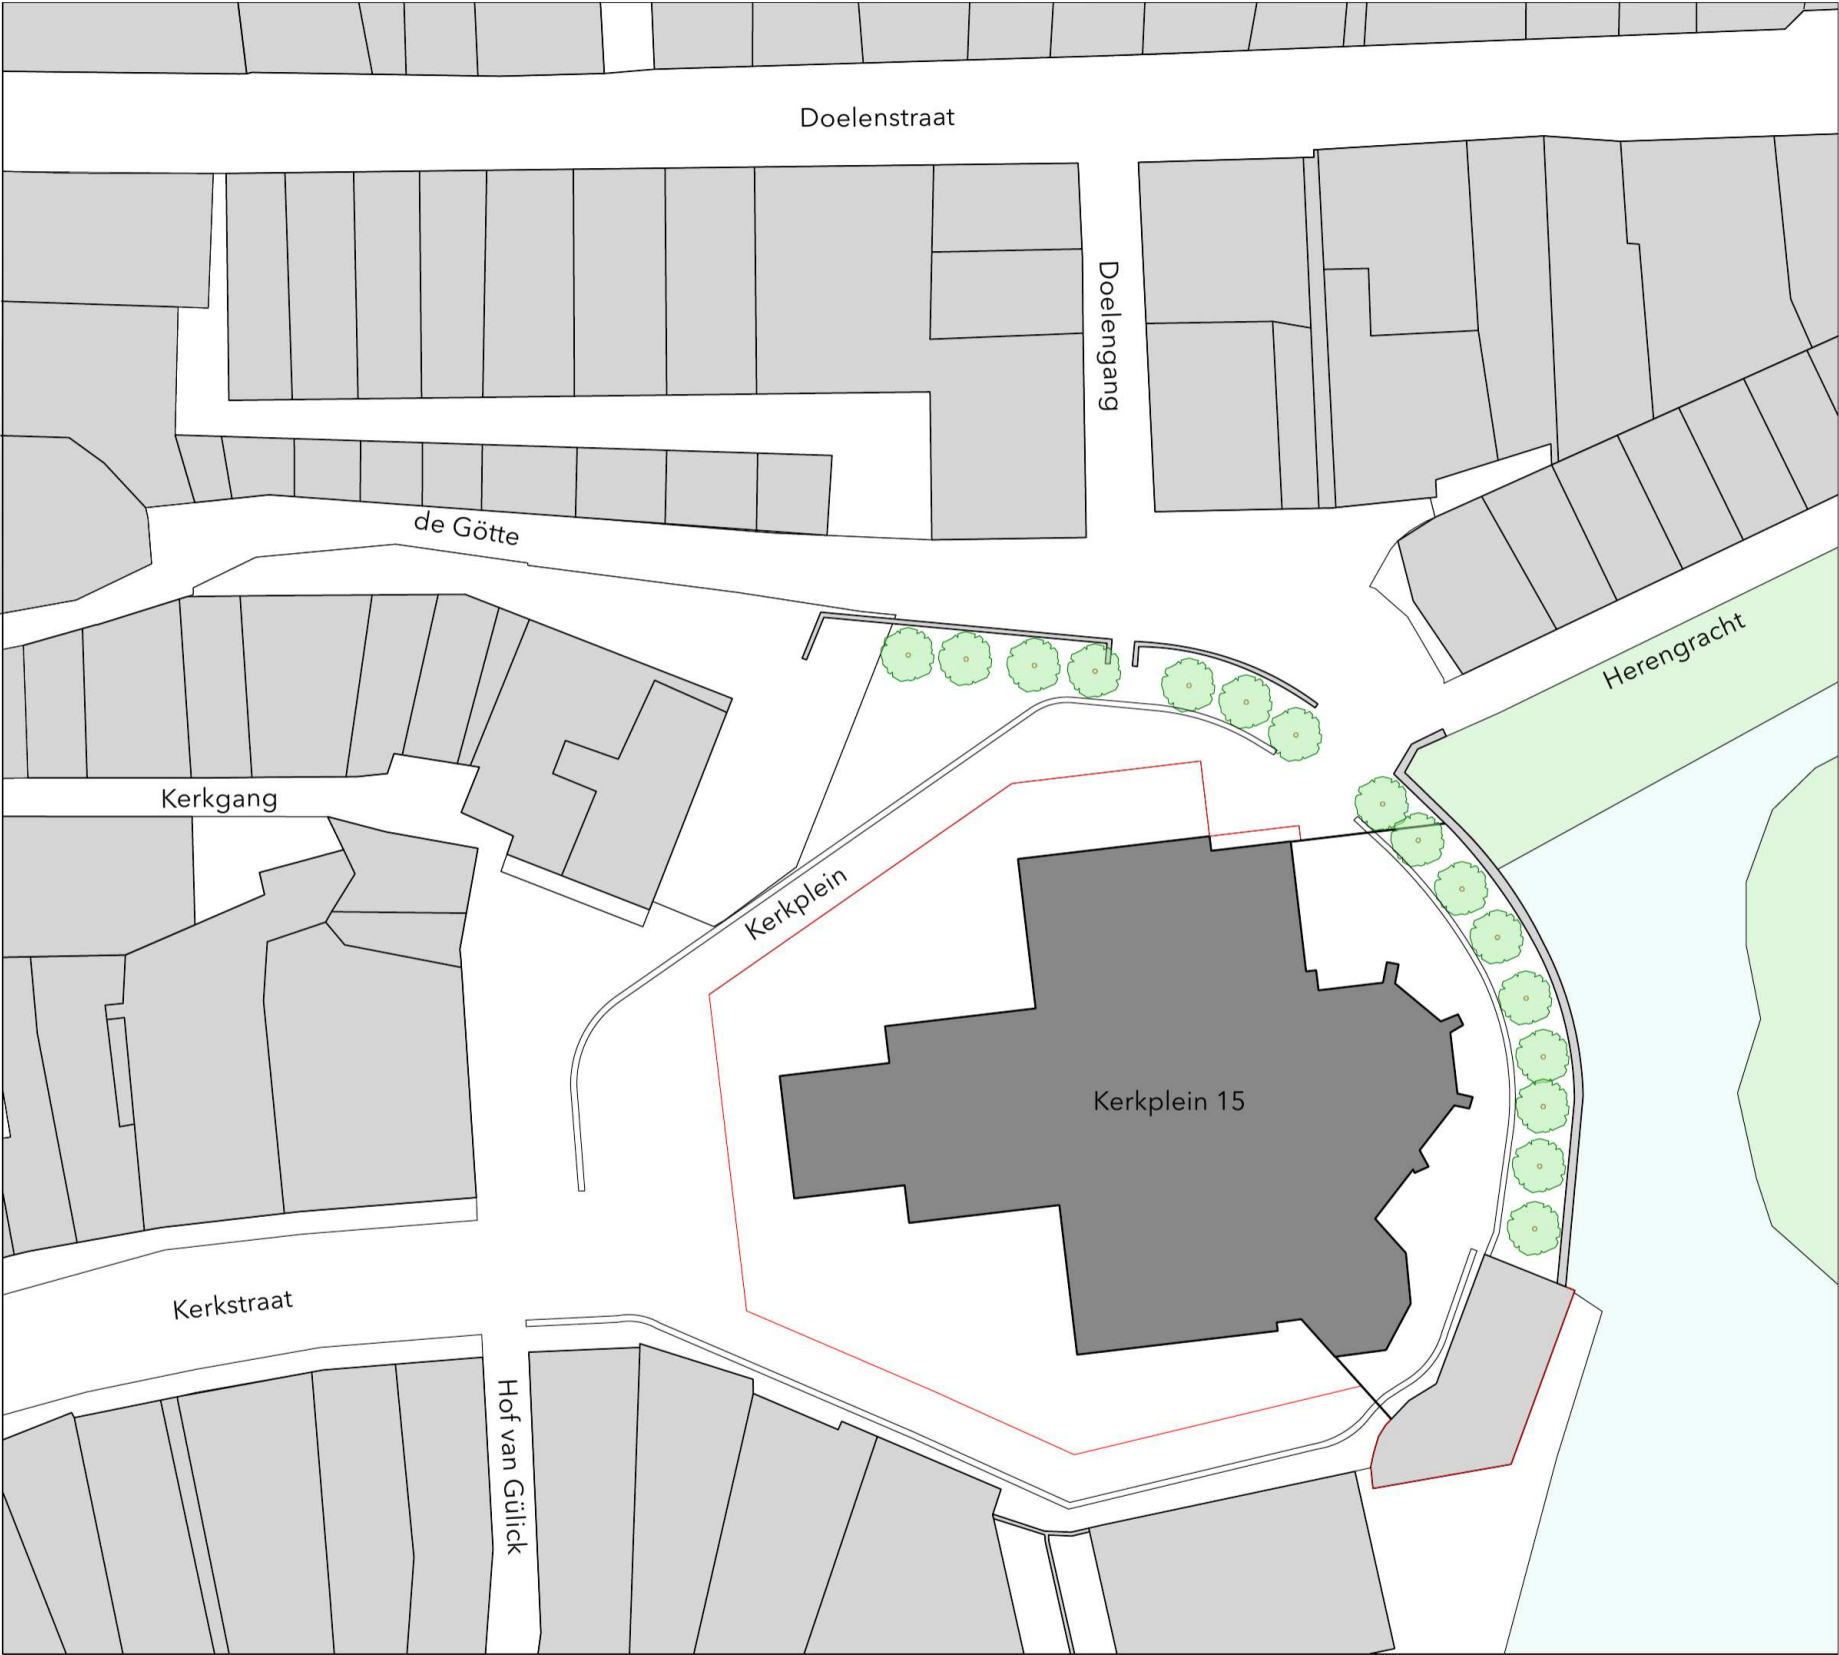 Doelenstraat
Doelengang
de Götte
Herengracht
Kerkgang
Kerkplein
Kerkplein 15
Kerkstraat
Hof van Gülick